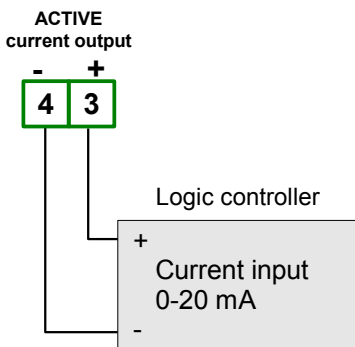 ACTIVE
current output
- +
4 3
Logic controller
+
Current input
0-20 mA
-